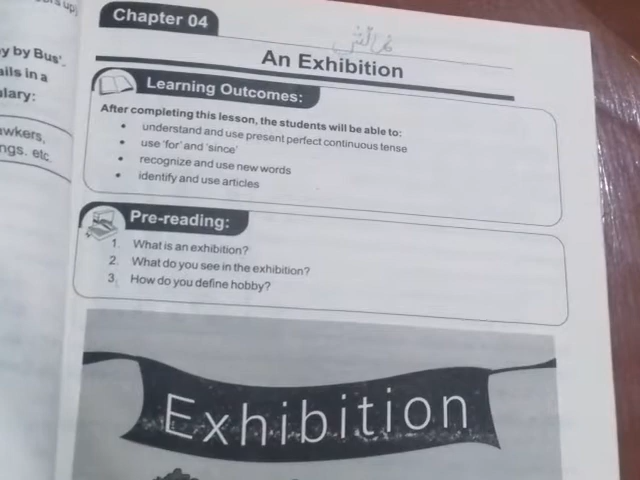 y by Bus'.
ails in a
lary:
wkers,
ngs. etc.
Chapter 04
نمائش
An Exhibition
Learning Outcomes:
After completing this lesson, the students will be able to:
• understand and use present perfect continuous tense
• use 'for' and 'since'
• recognize and use new words
• identify and use articles
Pre-reading:
1. What is an exhibition?
2. What do you see in the exhibition?
3. How do you define hobby?
Exhibition